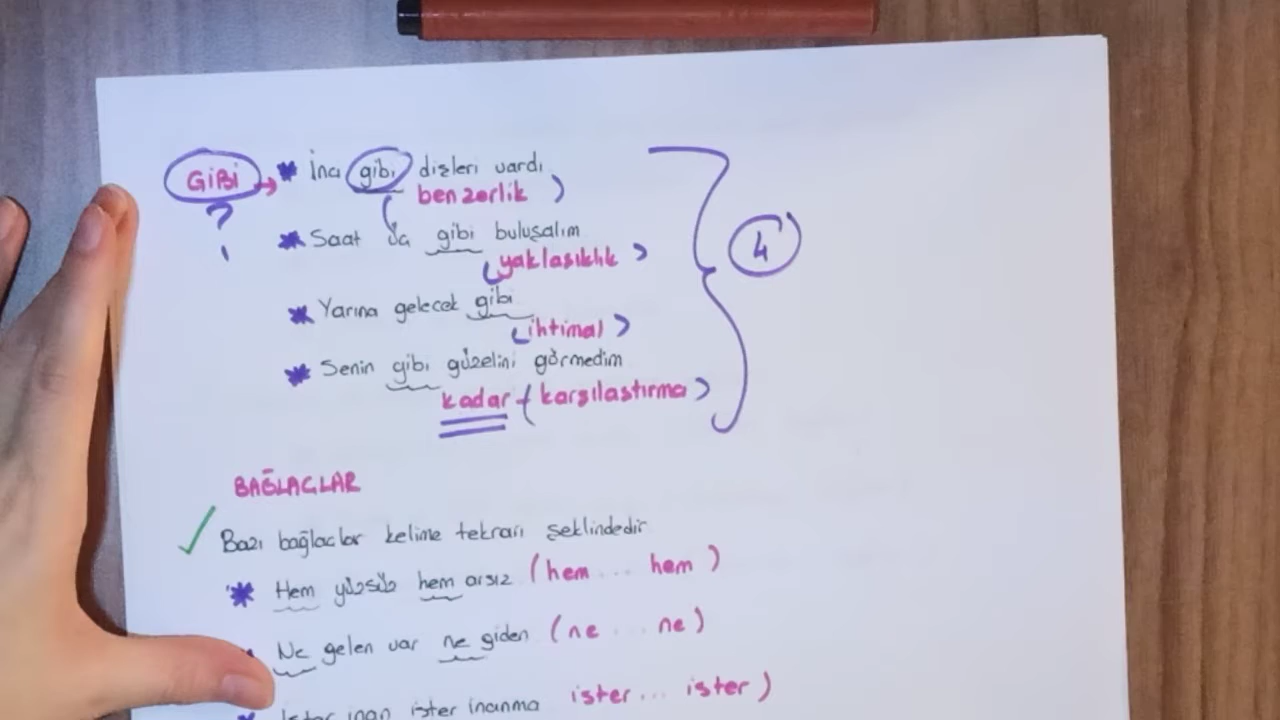 GİBİ → * İnci gibi dişleri vardı
benzerlik )
?
* Saat da gibi buluşalım
(yaklaşıklık )
* Yarına gelecek gibi
(ihtimal )
* Senin gibi güzelini görmedim
kadar (karşılaştırma )
4
BAĞLAÇLAR
✓ Bazı bağlaçlar kelime tekrarı şeklindedir
* Hem yüzsüz hem arsız (hem ... hem )
Ne gelen var ne giden (ne ... ne )
* İster inan ister inanma ister... ister )